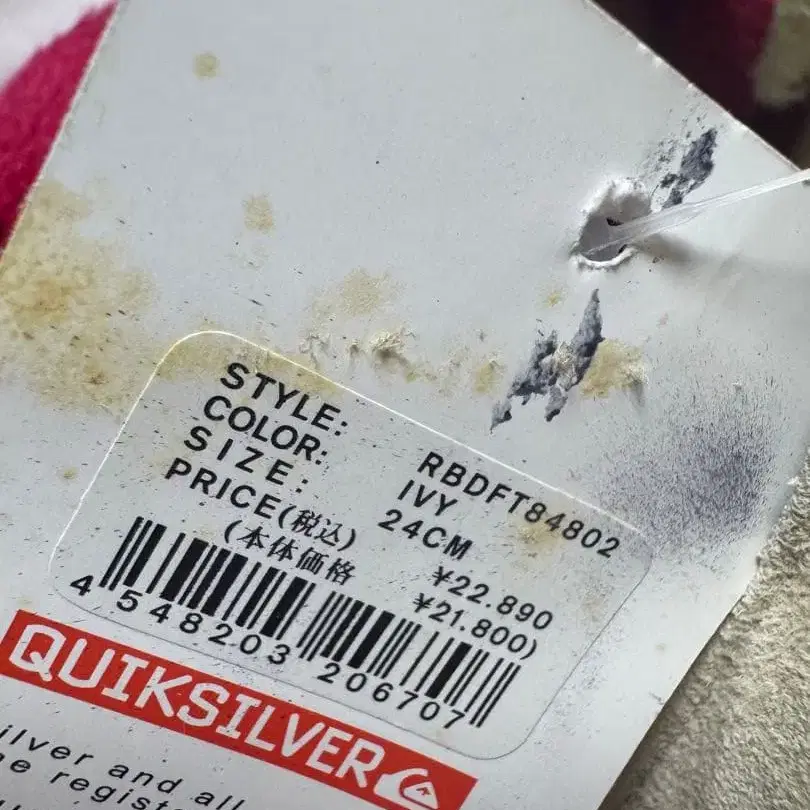 STYLE: RBDFT84802
COLOR: IVY
SIZE: 24CM
PRICE(税込) ¥22.890
(本体価格 ¥21.800)
4 548203 206707
QUIKSILVER
ilver and all
registe